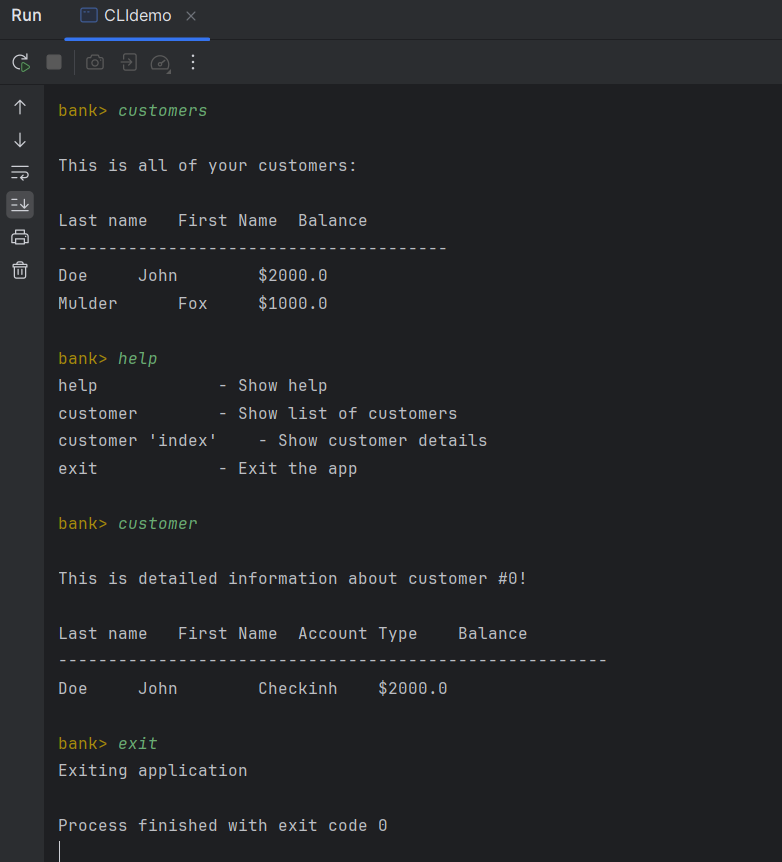 Run CLIdemo
bank> customers
This is all of your customers:
Last name First Name Balance
---------------------------------------
Doe John $2000.0
Mulder Fox $1000.0
bank> help
help - Show help
customer - Show list of customers
customer 'index' - Show customer details
exit - Exit the app
bank> customer
This is detailed information about customer #0!
Last name First Name Account Type Balance
-------------------------------------------------------
Doe John Checkinh $2000.0
bank> exit
Exiting application
Process finished with exit code 0